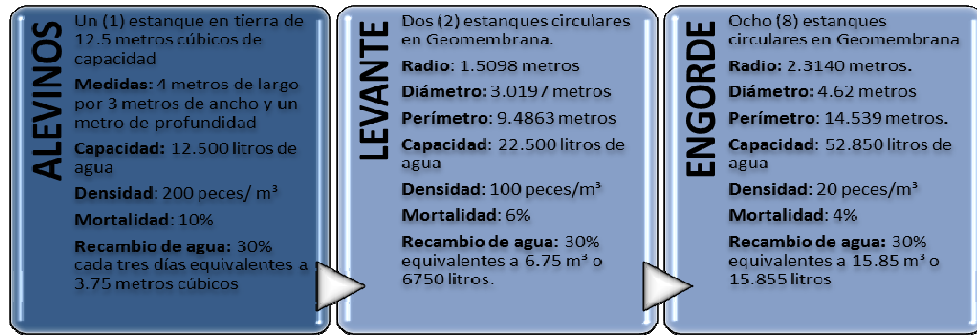 ALEVINOS
Un (1) estanque en tierra de
12.5 metros cúbicos de
capacidad
Medidas: 4 metros de largo
por 3 metros de ancho y un
metro de profundidad
Capacidad: 12.500 litros de
agua
Densidad: 200 peces/ m³
Mortalidad: 10%
Recambio de agua: 30%
cada tres días equivalentes a
3.75 metros cúbicos
LEVANTE
Dos (2) estanques circulares
en Geomembrana.
Radio: 1.5098 metros
Diámetro: 3.0197 metros
Perímetro: 9.4863 metros
Capacidad: 22.500 litros de
agua
Densidad: 100 peces/m³
Mortalidad: 6%
Recambio de agua: 30%
equivalentes a 6.75 m³ o
6750 litros.
ENGORDE
Ocho (8) estanques
circulares en Geomembrana
Radio: 2.3140 metros.
Diámetro: 4.62 metros
Perímetro: 14.539 metros.
Capacidad: 52.850 litros de
agua
Densidad: 20 peces/m³
Mortalidad: 4%
Recambio de agua: 30%
equivalentes a 15.85 m³ o
15.855 litros